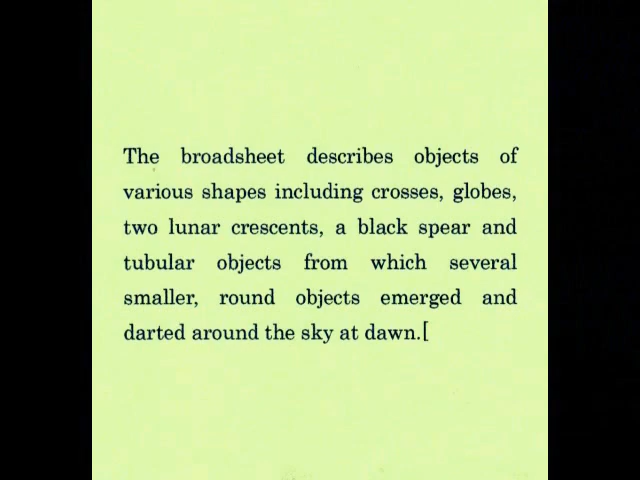 The broadsheet describes objects of
various shapes including crosses, globes,
two lunar crescents, a black spear and
tubular objects from which several
smaller, round objects emerged and
darted around the sky at dawn.[